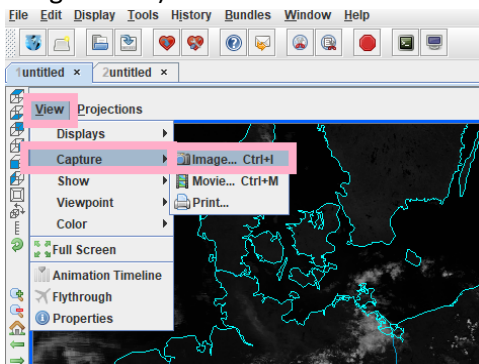 File Edit Display Tools History Bundles Window Help
1untitled × 2untitled ×
View Projections
Displays
Capture Image... Ctrl+I
Show Movie... Ctrl+M
Viewpoint Print...
Color
Full Screen
Animation Timeline
Flythrough
Properties